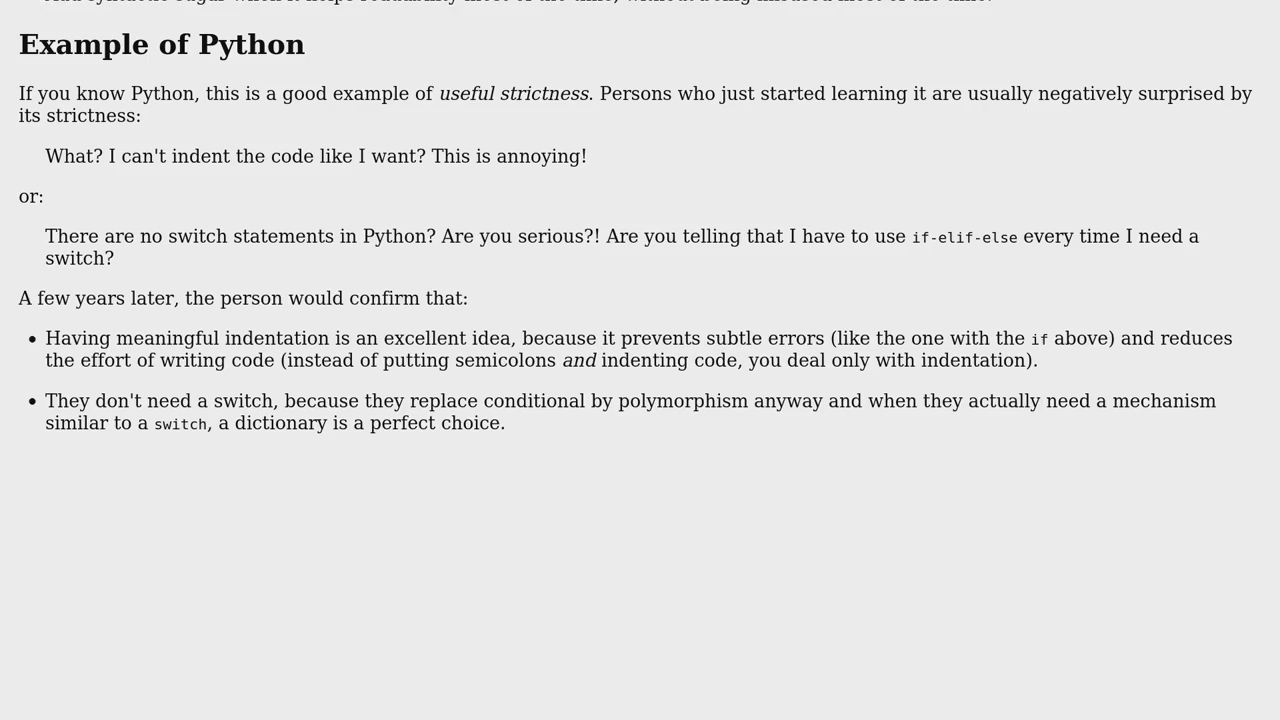 Example of Python
If you know Python, this is a good example of useful strictness. Persons who just started learning it are usually negatively surprised by
its strictness:
What? I can't indent the code like I want? This is annoying!
or:
There are no switch statements in Python? Are you serious?! Are you telling that I have to use if-elif-else every time I need a
switch?
A few years later, the person would confirm that:
• Having meaningful indentation is an excellent idea, because it prevents subtle errors (like the one with the if above) and reduces
the effort of writing code (instead of putting semicolons and indenting code, you deal only with indentation).
• They don't need a switch, because they replace conditional by polymorphism anyway and when they actually need a mechanism
similar to a switch, a dictionary is a perfect choice.